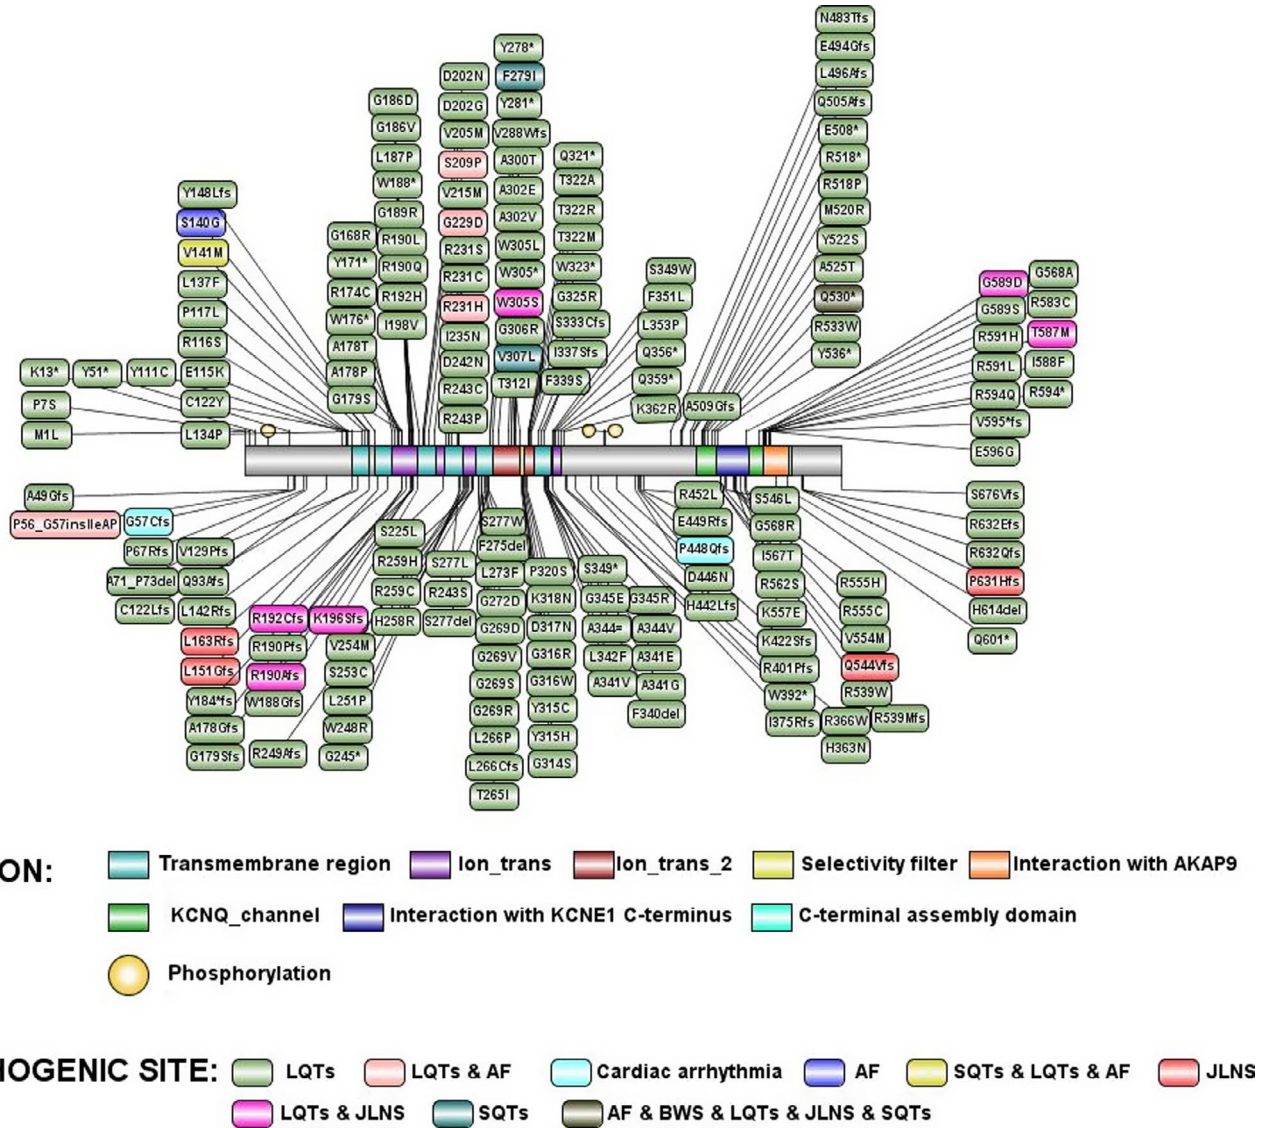 N483Tfs
E494Gfs
L496Afs
Q505Afs
E508*
R518*
R518P
M520R
Y522S
A525T
Q530*
R533W
Y536*
Y278*
F279I
Y281*
V288Wfs
A300T
A302E
A302V
W305L
W305*
W305S
G306R
V307L
T312I
D202N
D202G
V205M
S209P
V215M
G229D
R231S
R231C
R231H
I235N
D242N
R243C
R243P
G186D
G186V
L187P
W188*
G189R
R190L
R190Q
R192H
I198V
Q321*
T322A
T322R
T322M
W323*
G325R
S333Cfs
I337Sfs
F339S
Y148Lfs
S140G
V141M
L137F
P117L
R116S
E115K
C122Y
L134P
G168R
Y171*
R174C
W176*
A178T
A178P
G179S
S349W
F351L
L353P
Q356*
Q359*
K362R
A509Gfs
G589D
G568A
G589S
R583C
R591H
T587M
R591L
I588F
R594Q
R594*
V595*fs
E596G
K13*
Y51*
Y111C
P7S
M1L
A49Gfs
P56_G57insIleAP
G57Cfs
P67Rfs
V129Pfs
A71_P73del
Q93Afs
C122Lfs
L142Rfs
L163Rfs
L151Gfs
Y184*fs
A178Gfs
G179Sfs
R192Cfs
R190Pfs
R190Afs
W188Gfs
R249Afs
K196Sfs
V254M
S253C
L251P
W248R
G245*
S225L
R259H
R259C
H258R
S277L
R243S
S277del
S277W
F275del
L273F
G272D
G269D
G269V
G269S
G269R
L266P
L266Cfs
T265I
P320S
K318N
D317N
G316R
G316W
Y315C
Y315H
G314S
S349*
G345E
G345R
A344=
A344V
L342F
A341E
A341V
A341G
F340del
R452L
E449Rfs
P448Qfs
D446N
H442Lfs
S546L
G568R
I567T
R562S
K557E
K422Sfs
R401Pfs
W392*
I375Rfs
R555H
R555C
V554M
Q544Vfs
R539W
R366W
R539Mfs
H363N
S676Vfs
R632Efs
R632Qfs
P631Hfs
H614del
Q601*
ON:
Transmembrane region
Ion_trans
Ion_trans_2
Selectivity filter
Interaction with AKAP9
KCNQ_channel
Interaction with KCNE1 C-terminus
C-terminal assembly domain
Phosphorylation
HOGENIC SITE:
LQTs
LQTs & AF
Cardiac arrhythmia
AF
SQTs & LQTs & AF
JLNS
LQTs & JLNS
SQTs
AF & BWS & LQTs & JLNS & SQTs